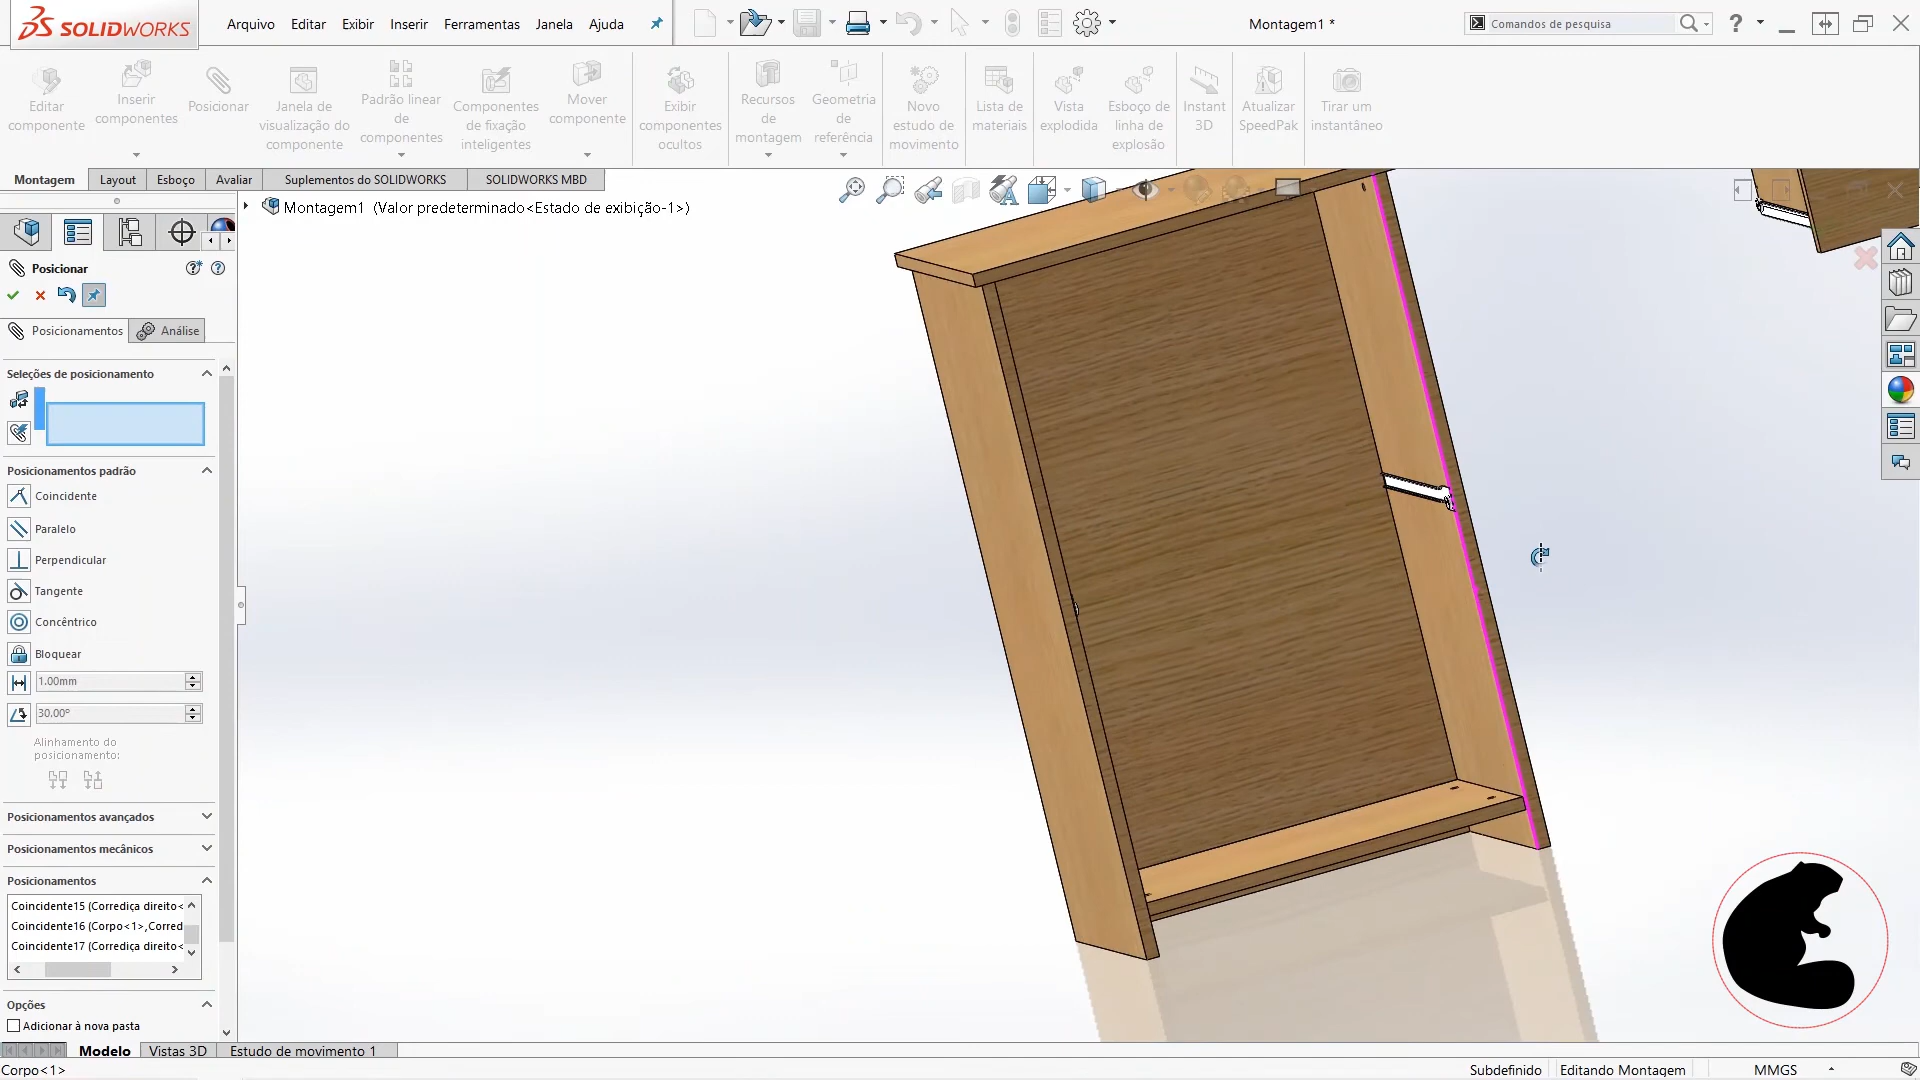 SOLIDWORKS
Arquivo
Editar
Exibir
Inserir
Ferramentas
Janela
Ajuda
Montagem1 *
Comandos de pesquisa
?
Editar
componente
Inserir
componentes
Posicionar
Janela de
visualização do
componente
Padrão linear
de
componentes
Componentes
de fixação
inteligentes
Mover
componente
Exibir
componentes
ocultos
Recursos
de
montagem
Geometria
de
referência
Novo
estudo de
movimento
Lista de
materiais
Vista
explodida
Esboço de
linha de
explosão
Instant
3D
Atualizar
SpeedPak
Tirar um
instantâneo
Montagem
Layout
Esboço
Avaliar
Suplementos do SOLIDWORKS
SOLIDWORKS MBD
Montagem1 (Valor predeterminado<Estado de exibição-1>)
Posicionar
Posicionamentos
Análise
Seleções de posicionamento
Posicionamentos padrão
Coincidente
Paralelo
Perpendicular
Tangente
Concêntrico
Bloquear
1.00mm
30.00°
Alinhamento do
posicionamento:
Posicionamentos avançados
Posicionamentos mecânicos
Posicionamentos
Coincidente15 (Corrediça direito<
Coincidente16 (Corpo<1>,Corred
Coincidente17 (Corrediça direito<
Opções
Adicionar à nova pasta
Modelo
Vistas 3D
Estudo de movimento 1
Corpo<1>
Subdefinido
Editando Montagem
MMGS